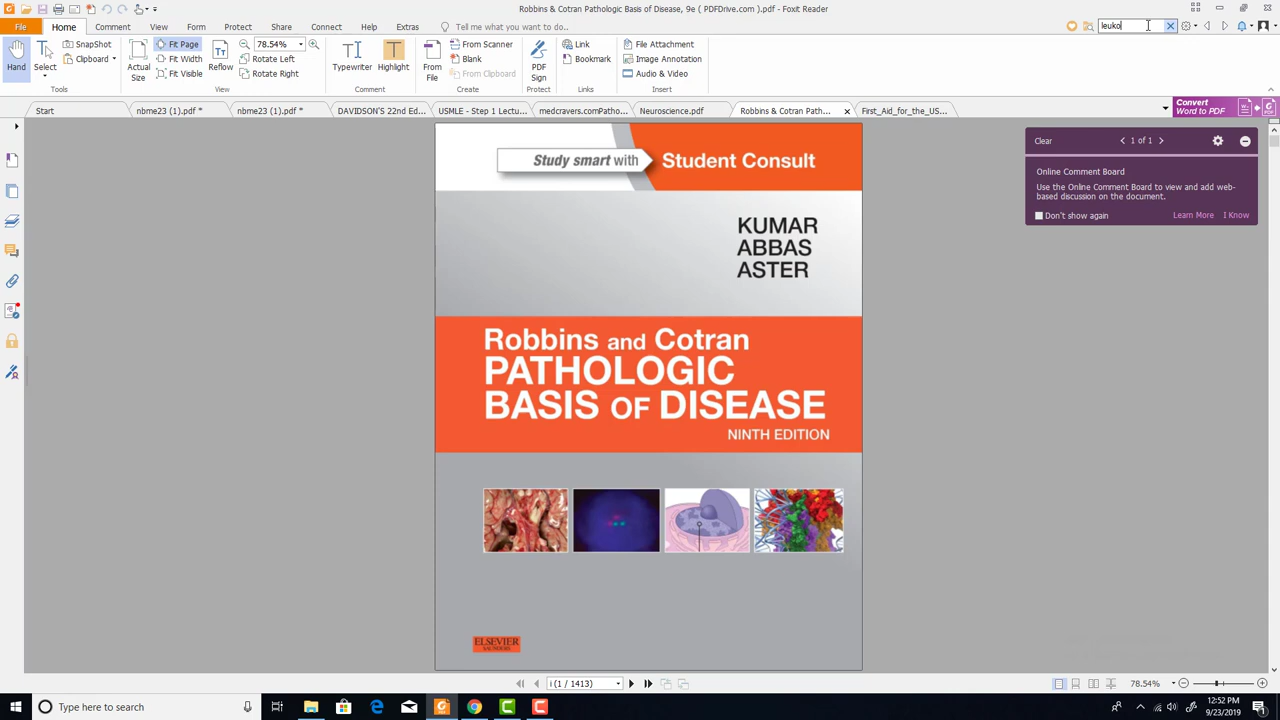 Robbins & Cotran Pathologic Basis of Disease, 9e ( PDFDrive.com ).pdf - Foxit Reader
File Home Comment View Form Protect Share Connect Help Extras Tell me what you want to do... leuko
Hand
Select
SnapShot
Clipboard
Tools
Actual Size
Fit Page
Fit Width
Fit Visible
Reflow
78.54%
Rotate Left
Rotate Right
View
Typewriter
Highlight
Comment
From File
From Scanner
Blank
From Clipboard
Create
PDF Sign
Protect
Link
Bookmark
Links
File Attachment
Image Annotation
Audio & Video
Insert
Start nbme23 (1).pdf * nbme23 (1).pdf * DAVIDSON'S 22nd Ed... USMLE - Step 1 Lectu... medcravers.comPatho... Neuroscience.pdf Robbins & Cotran Path... First_Aid_for_the_US...
Convert
Word to PDF
Study smart with Student Consult
KUMAR
ABBAS
ASTER
Robbins and Cotran
PATHOLOGIC
BASIS OF DISEASE
NINTH EDITION
ELSEVIER
SAUNDERS
Clear 1 of 1
Online Comment Board
Use the Online Comment Board to view and add web-
based discussion on the document.
Don't show again Learn More I Know
i (1 / 1413) 78.54%
Type here to search
12:52 PM
9/23/2019